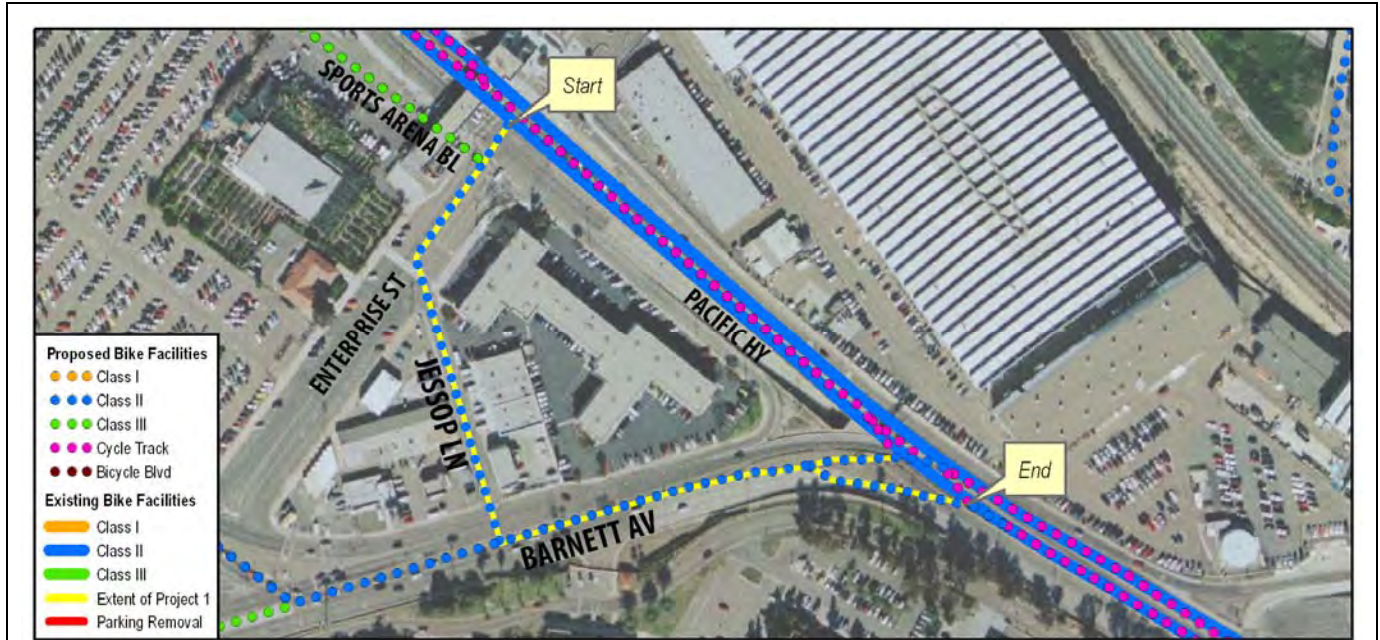 Start
SPORTS ARENA BL
ENTERPRISE ST
JESSOP LN
PACIFIC HY
BARNETT AV
End
Proposed Bike Facilities
Class I
Class II
Class III
Cycle Track
Bicycle Blvd
Existing Bike Facilities
Class I
Class II
Class III
Extent of Project 1
Parking Removal